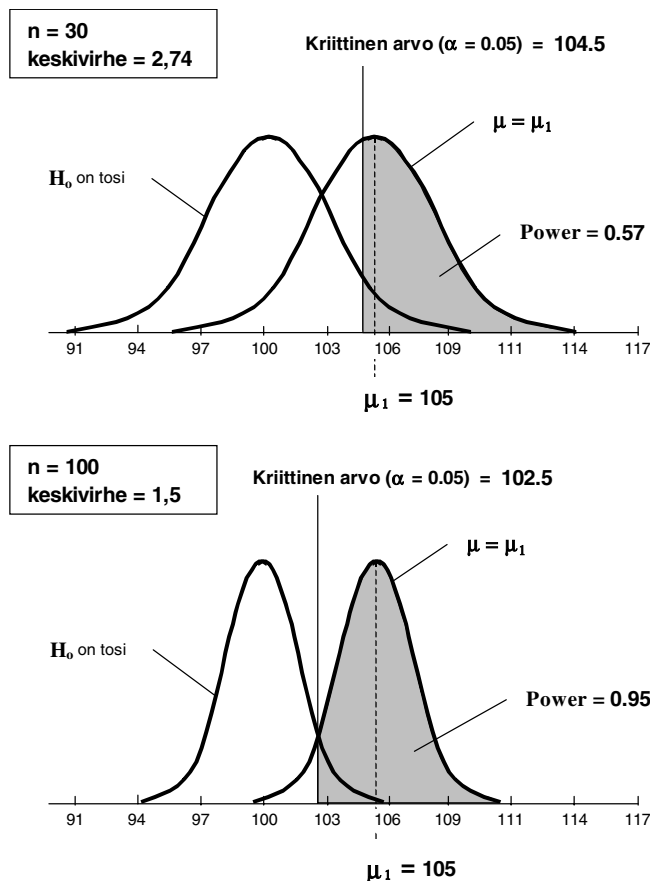 n = 30
keskivirhe = 2,74
Kriittinen arvo (α = 0.05) = 104.5
μ = μ₁
H₀ on tosi
Power = 0.57
91 94 97 100 103 106 109 111 114 117
μ₁ = 105
n = 100
keskivirhe = 1,5
Kriittinen arvo (α = 0.05) = 102.5
μ = μ₁
H₀ on tosi
Power = 0.95
91 94 97 100 103 106 109 111 114 117
μ₁ = 105